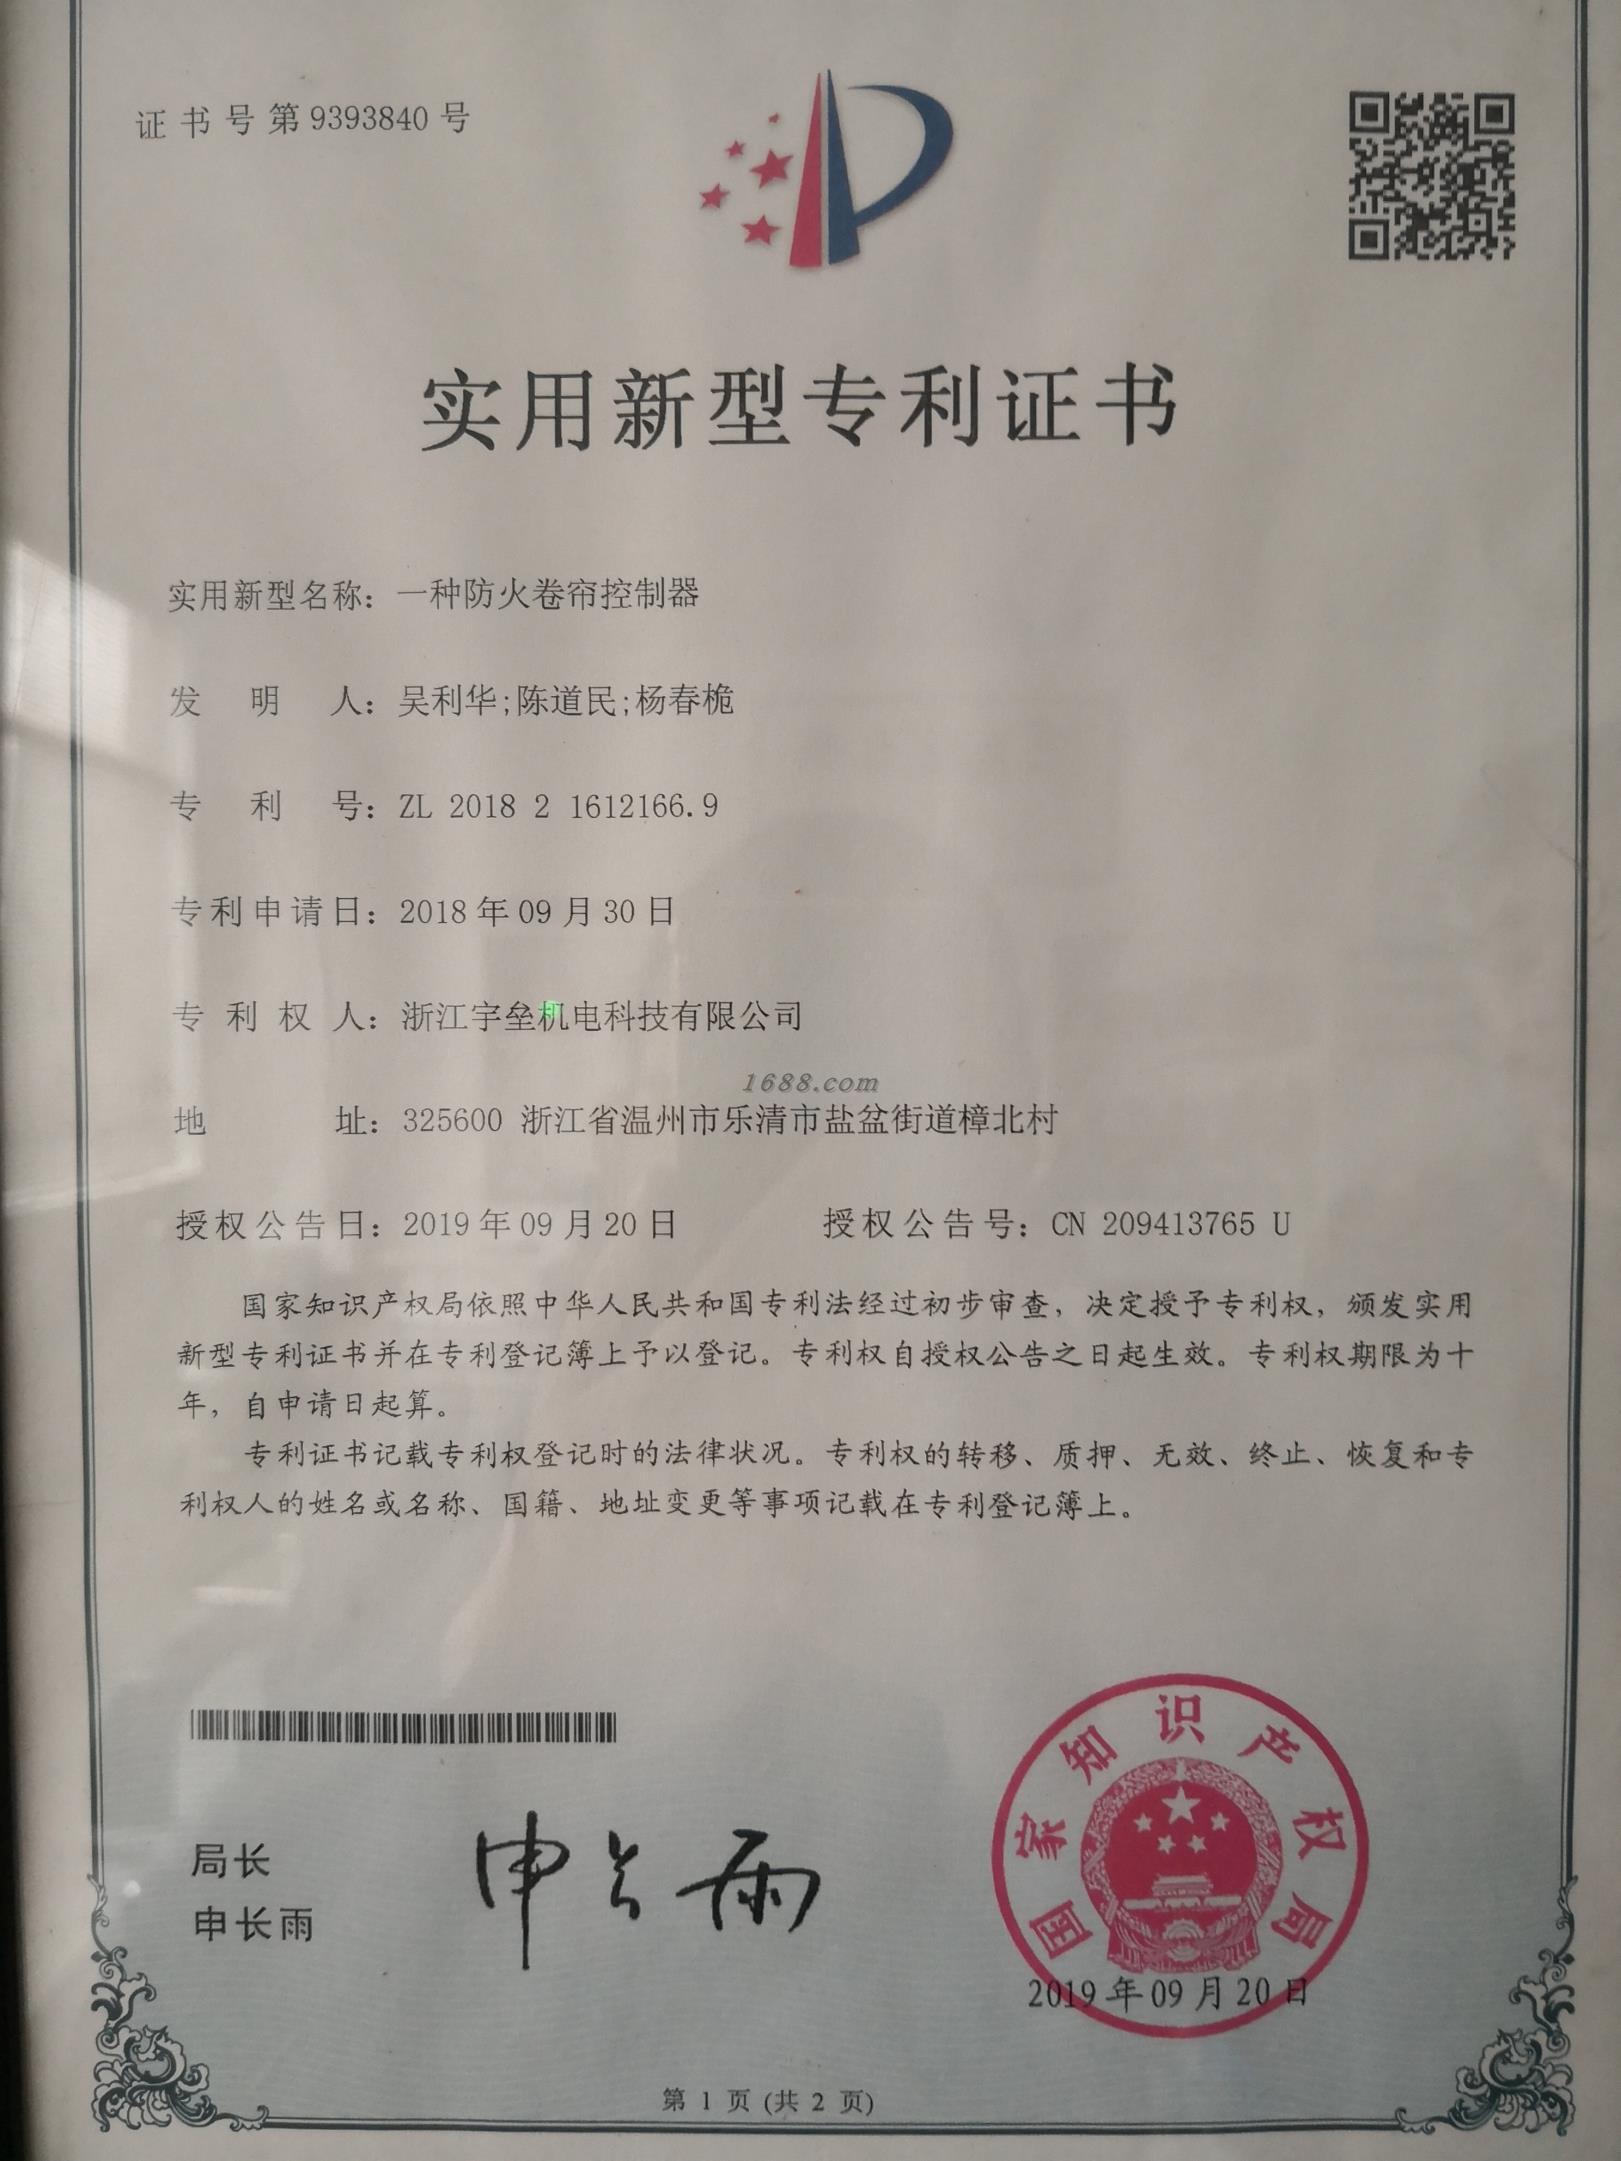 证书号第9393840号
实用新型专利证书
实用新型名称：一种防火卷帘控制器
发明人：吴利华;陈道民;杨春桅
专利号：ZL 2018 2 1612166.9
专利申请日：2018年09月30日
专利权人：浙江宇垒机电科技有限公司
1688.com
地址：325600 浙江省温州市乐清市盐盆街道樟北村
授权公告日：2019年09月20日 授权公告号：CN 209413765 U
国家知识产权局依照中华人民共和国专利法经过初步审查，决定授予专利权，颁发实用
新型专利证书并在专利登记簿上予以登记。专利权自授权公告之日起生效。专利权期限为十
年，自申请日起算。
专利证书记载专利权登记时的法律状况。专利权的转移、质押、无效、终止、恢复和专
利权人的姓名或名称、国籍、地址变更等事项记载在专利登记簿上。
局长
申长雨
申长雨
国家知识产权局
2019年09月20日
第 1 页 (共 2 页)